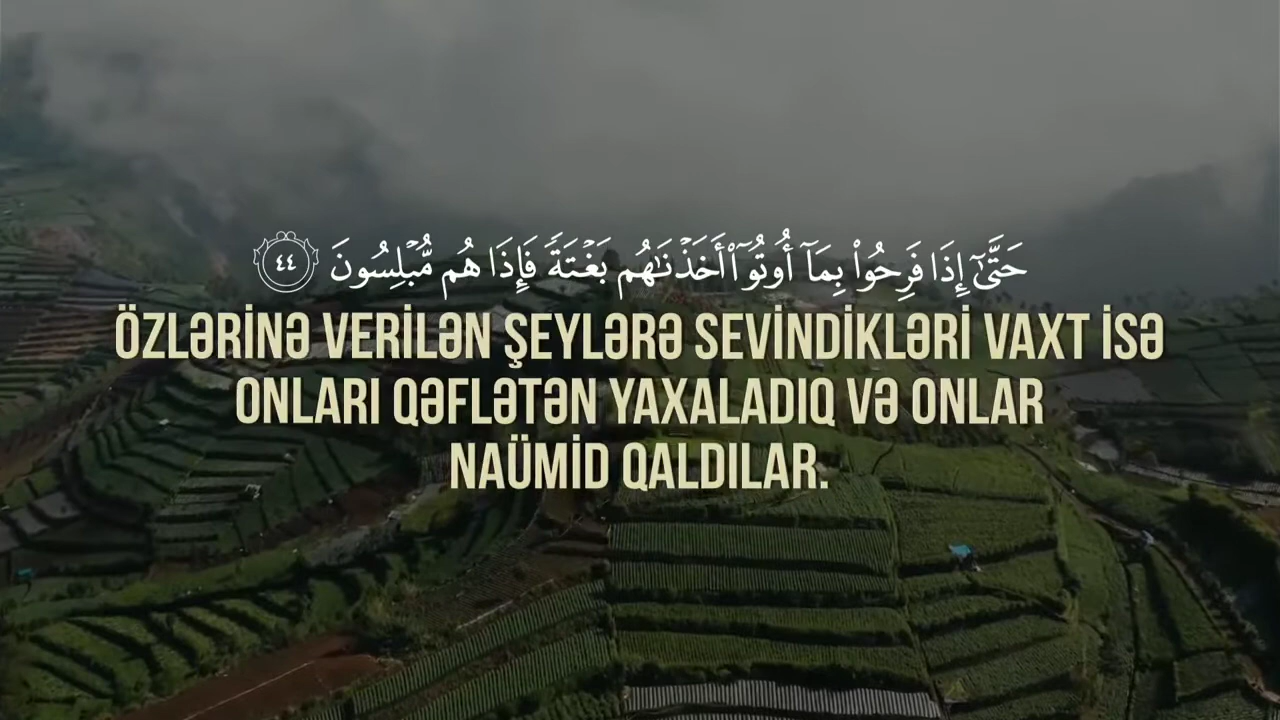 حَتَّىٰٓ إِذَا فَرِحُوا۟ بِمَآ أُوتُوٓا۟ أَخَذْنَـٰهُم بَغْتَةً فَإِذَا هُم مُّبْلِسُونَ ٤٤
ÖZLƏRİNƏ VERİLƏN ŞEYLƏRƏ SEVİNDİKLƏRİ VAXT İSƏ
ONLARI QƏFLƏTƏN YAXALADIQ VƏ ONLAR
NAÜMİD QALDILAR.